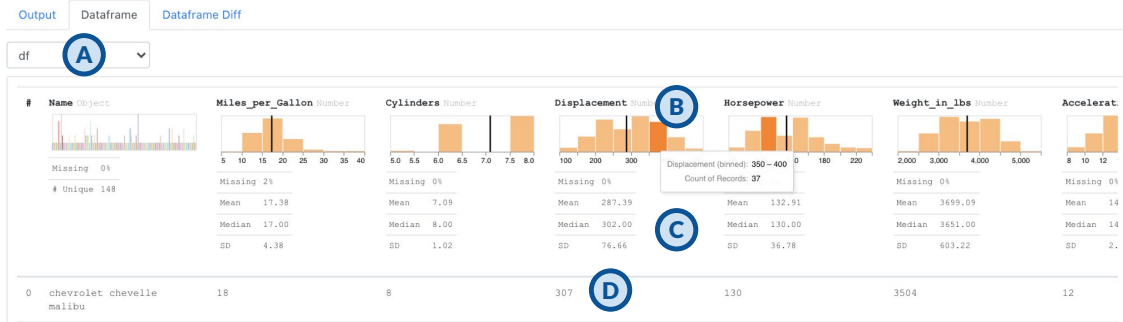 Output Dataframe Dataframe Diff
df A
B
# Name Object Miles_per_Gallon Number Cylinders Number Displacement Horsepower Number Weight_in_lbs Number Accelerat
5 10 15 20 25 30 35 40 5.0 5.5 6.0 6.5 7.0 7.5 8.0 100 200 300 0 180 220 2,000 3,000 4,000 5,000 8 10 12
Displacement (binned): 350 – 400
Count of Records: 37
Missing 0% Missing 2% Missing 0% Missing 0% Missing 0% Missing 0%
# Unique 148 Mean 17.38 Mean 7.09 Mean 287.39 Mean 132.91 Mean 3699.09 Mean 14
Median 17.00 Median 8.00 Median 302.00 Median 130.00 Median 3651.00 Median 14
C
SD 4.38 SD 1.02 SD 76.66 SD 36.78 SD 603.22 SD 2.
0 chevrolet chevelle 18 8 307 D 130 3504 12
malibu